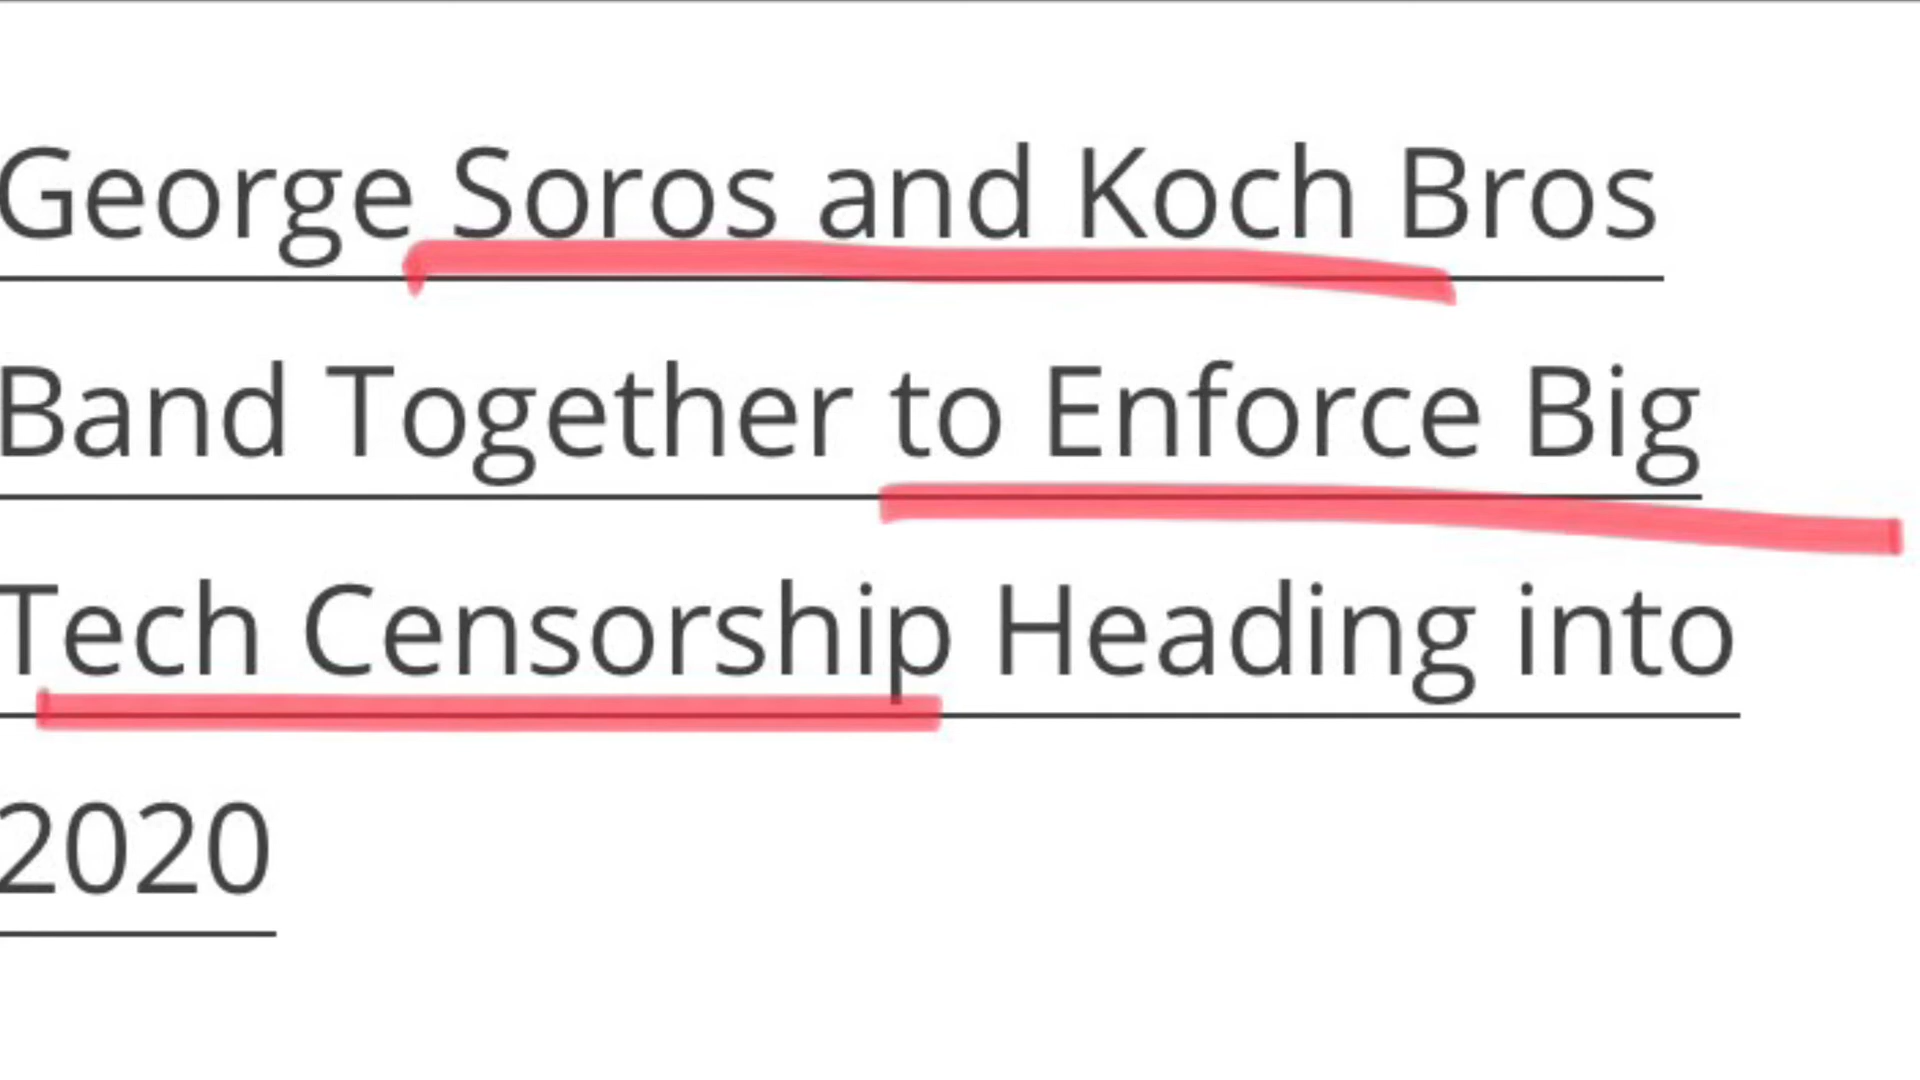 George Soros and Koch Bros
Band Together to Enforce Big
Tech Censorship Heading into
2020